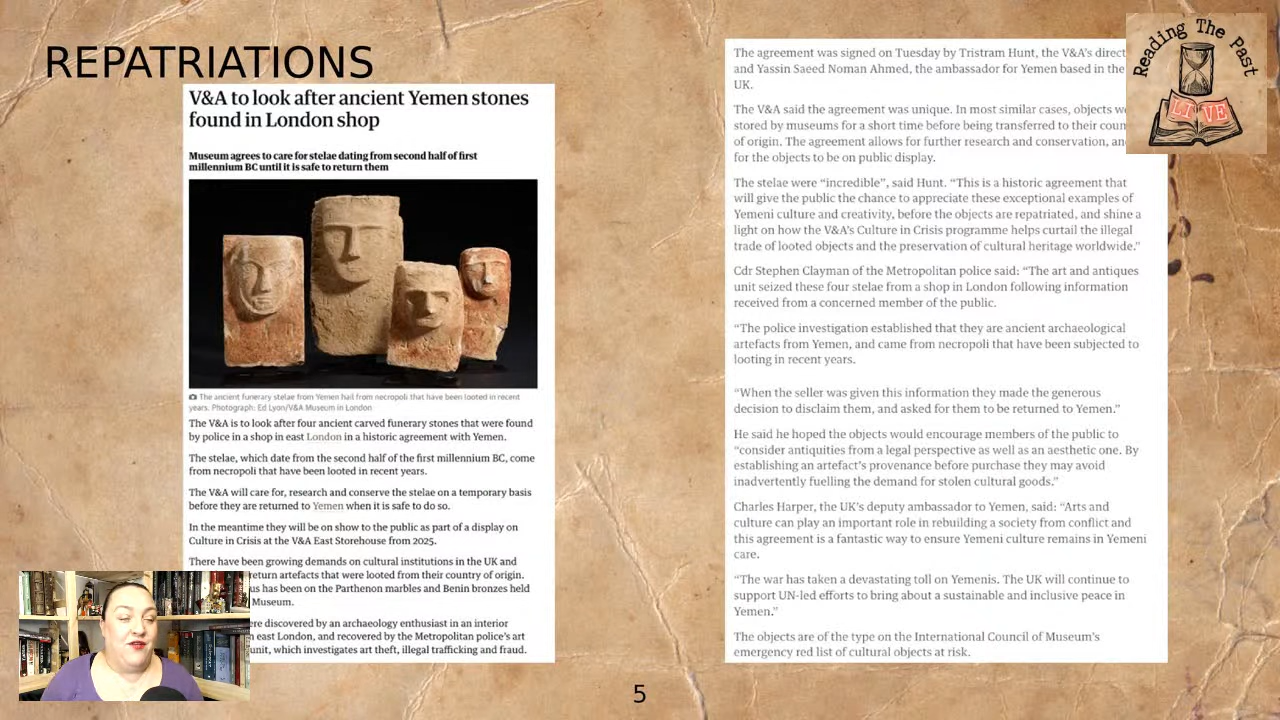 REPATRIATIONS
V&A to look after ancient Yemen stones
found in London shop
Museum agrees to care for stelae dating from second half of first
millennium BC until it is safe to return them
The ancient funerary stelae from Yemen hail from necropoli that have been looted in recent
years. Photograph: Ed Lyon/V&A Museum in London
The V&A is to look after four ancient carved funerary stones that were found
by police in a shop in east London in a historic agreement with Yemen.
The stelae, which date from the second half of the first millennium BC, come
from necropoli that have been looted in recent years.
The V&A will care for, research and conserve the stelae on a temporary basis
before they are returned to Yemen when it is safe to do so.
In the meantime they will be on show to the public as part of a display on
Culture in Crisis at the V&A East Storehouse from 2025.
There have been growing demands on cultural institutions in the UK and
return artefacts that were looted from their country of origin.
us has been on the Parthenon marbles and Benin bronzes held
Museum.
ere discovered by an archaeology enthusiast in an interior
n east London, and recovered by the Metropolitan police's art
unit, which investigates art theft, illegal trafficking and fraud.
The agreement was signed on Tuesday by Tristram Hunt, the V&A's direct
and Yassin Saeed Noman Ahmed, the ambassador for Yemen based in the
UK.
The V&A said the agreement was unique. In most similar cases, objects we
stored by museums for a short time before being transferred to their coun
of origin. The agreement allows for further research and conservation, an
for the objects to be on public display.
The stelae were "incredible", said Hunt. "This is a historic agreement that
will give the public the chance to appreciate these exceptional examples of
Yemeni culture and creativity, before the objects are repatriated, and shine a
light on how the V&A's Culture in Crisis programme helps curtail the illegal
trade of looted objects and the preservation of cultural heritage worldwide."
Cdr Stephen Clayman of the Metropolitan police said: "The art and antiques
unit seized these four stelae from a shop in London following information
received from a concerned member of the public.
"The police investigation established that they are ancient archaeological
artefacts from Yemen, and came from necropoli that have been subjected to
looting in recent years.
"When the seller was given this information they made the generous
decision to disclaim them, and asked for them to be returned to Yemen."
He said he hoped the objects would encourage members of the public to
"consider antiquities from a legal perspective as well as an aesthetic one. By
establishing an artefact's provenance before purchase they may avoid
inadvertently fuelling the demand for stolen cultural goods."
Charles Harper, the UK's deputy ambassador to Yemen, said: "Arts and
culture can play an important role in rebuilding a society from conflict and
this agreement is a fantastic way to ensure Yemeni culture remains in Yemeni
care.
"The war has taken a devastating toll on Yemenis. The UK will continue to
support UN-led efforts to bring about a sustainable and inclusive peace in
Yemen."
The objects are of the type on the International Council of Museum's
emergency red list of cultural objects at risk.
Reading The Past
LIVE
5